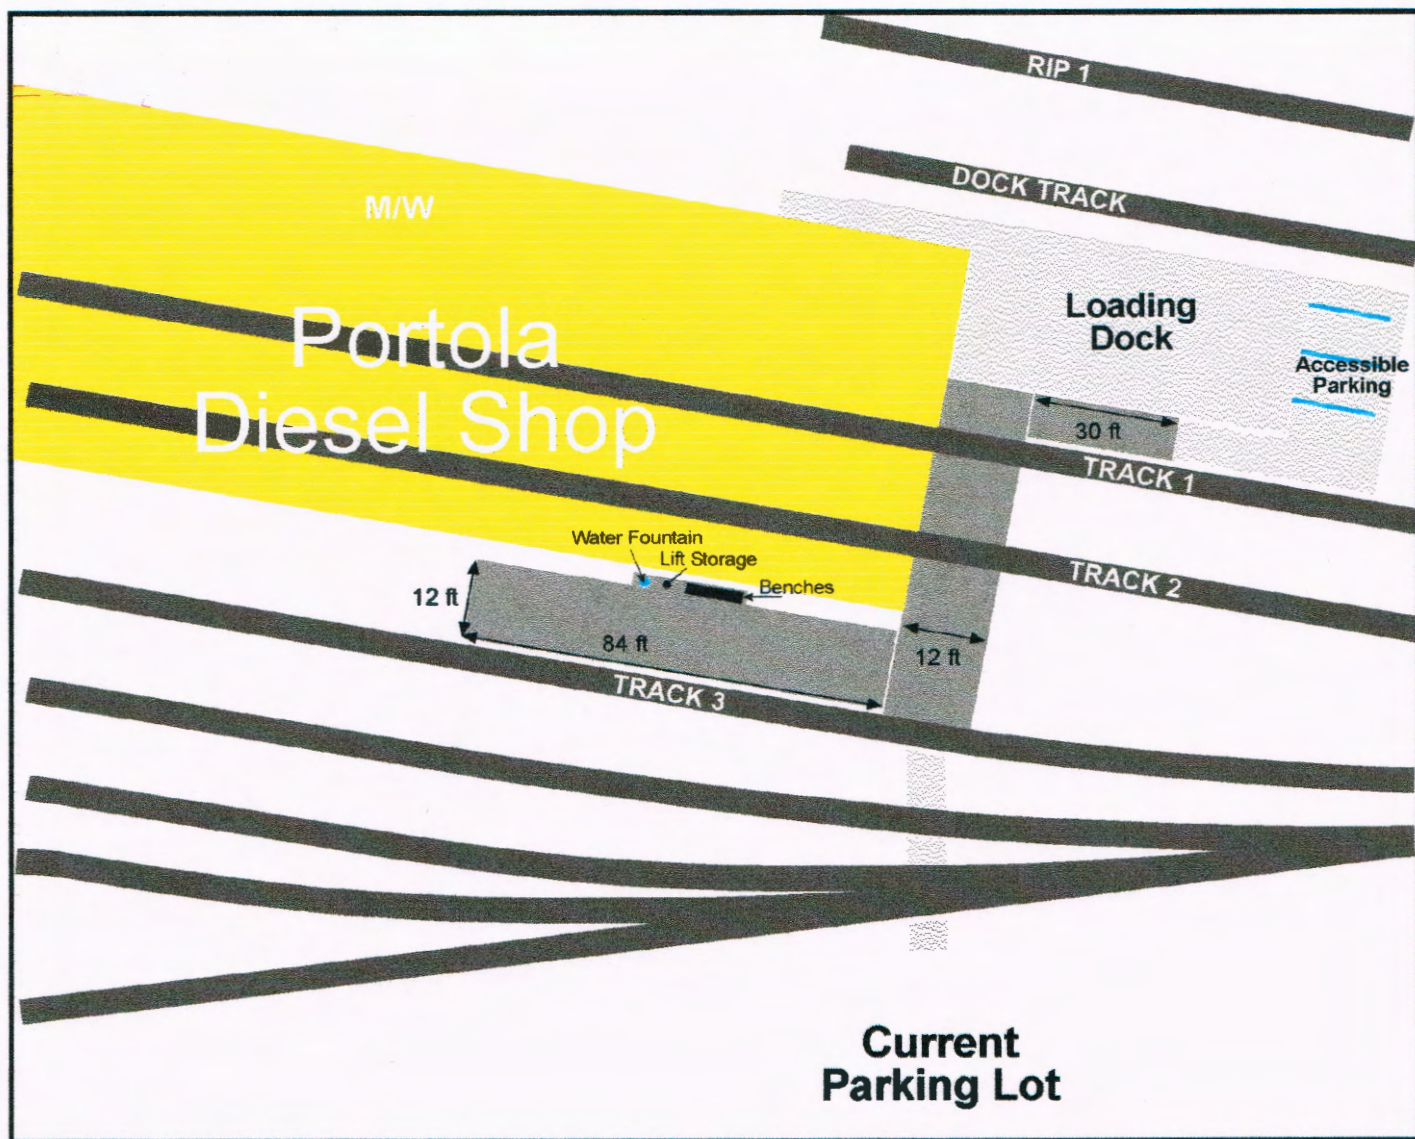 RIP 1
DOCK TRACK
M/W
Loading
Dock
Portola
Diesel Shop
Accessible
Parking
30 ft
TRACK 1
Water Fountain
Lift Storage
Benches
TRACK 2
12 ft
84 ft
12 ft
TRACK 3
Current
Parking Lot